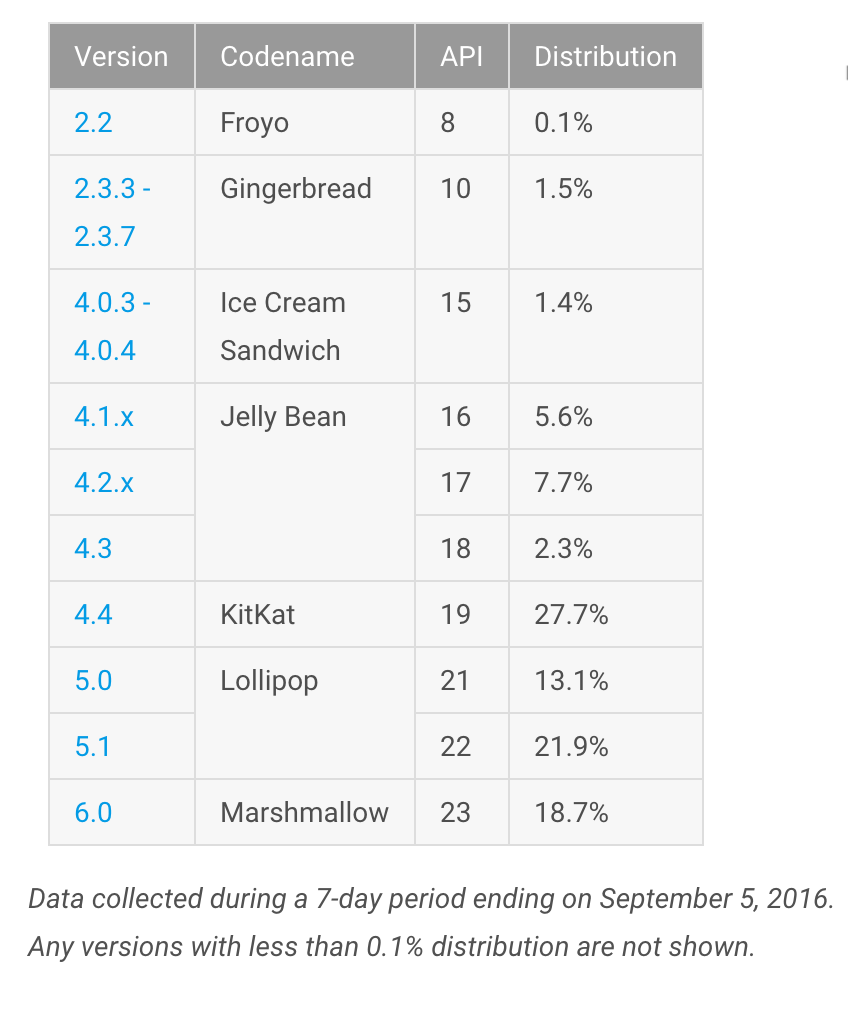 Version Codename API Distribution
2.2 Froyo 8 0.1%
2.3.3 - Gingerbread 10 1.5%
2.3.7
4.0.3 - Ice Cream 15 1.4%
4.0.4 Sandwich
4.1.x Jelly Bean 16 5.6%
4.2.x 17 7.7%
4.3 18 2.3%
4.4 KitKat 19 27.7%
5.0 Lollipop 21 13.1%
5.1 22 21.9%
6.0 Marshmallow 23 18.7%
Data collected during a 7-day period ending on September 5, 2016.
Any versions with less than 0.1% distribution are not shown.